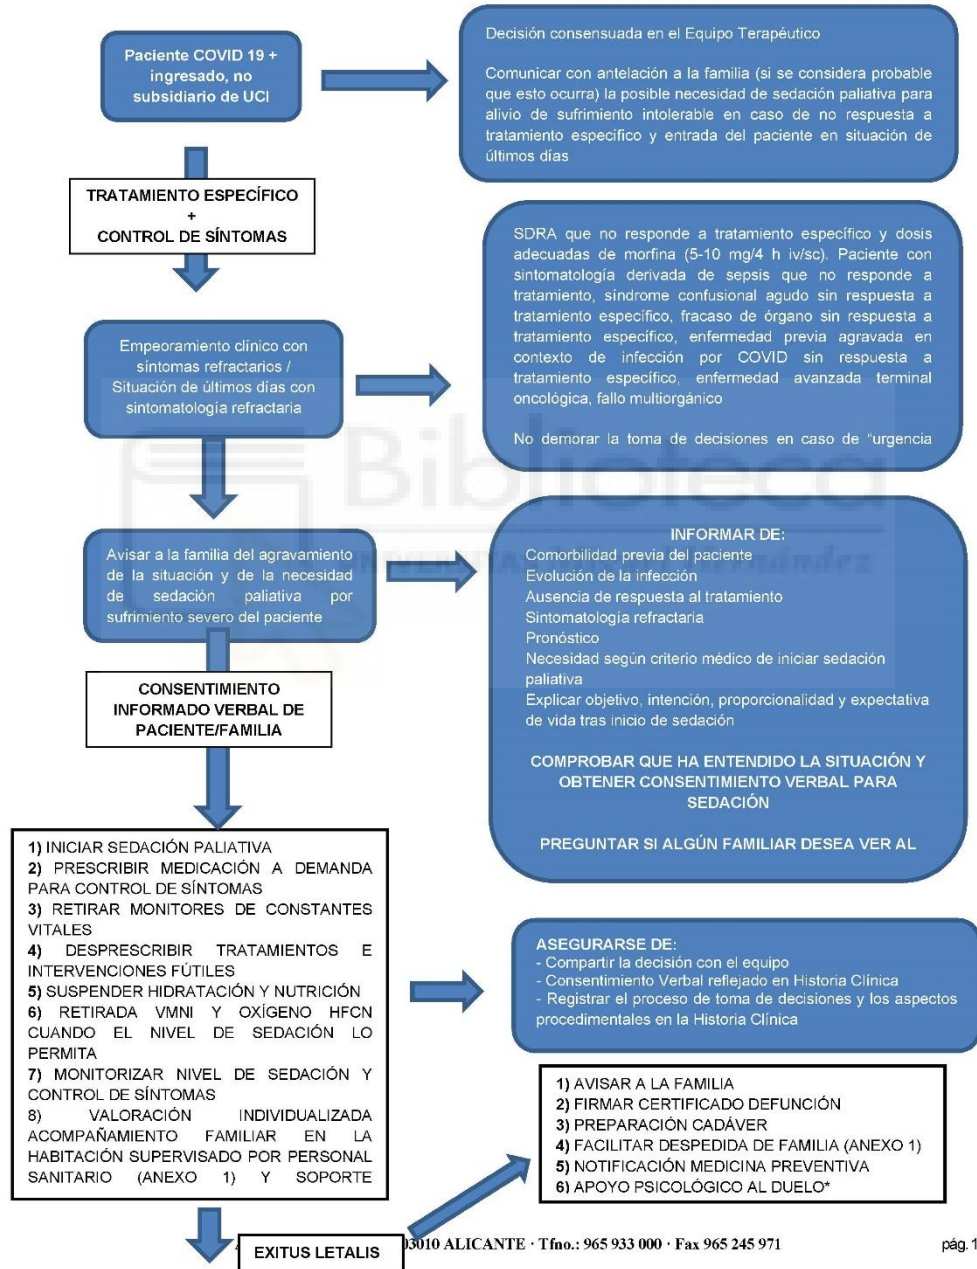 Paciente COVID 19 +
ingresado, no
subsidiario de UCI
Decisión consensuada en el Equipo Terapéutico
Comunicar con antelación a la familia (si se considera probable
que esto ocurra) la posible necesidad de sedación paliativa para
alivio de sufrimiento intolerable en caso de no respuesta a
tratamiento específico y entrada del paciente en situación de
últimos días
TRATAMIENTO ESPECÍFICO
+
CONTROL DE SÍNTOMAS
SDRA que no responde a tratamiento específico y dosis
adecuadas de morfina (5-10 mg/4 h iv/sc). Paciente con
sintomatología derivada de sepsis que no responde a
tratamiento, síndrome confusional agudo sin respuesta a
tratamiento específico, fracaso de órgano sin respuesta a
tratamiento específico, enfermedad previa agravada en
contexto de infección por COVID sin respuesta a
tratamiento específico, enfermedad avanzada terminal
oncológica, fallo multiorgánico
No demorar la toma de decisiones en caso de "urgencia
Empeoramiento clínico con
síntomas refractarios /
Situación de últimos días con
sintomatología refractaria
Biblioteca
Avisar a la familia del agravamiento
de la situación y de la necesidad
de sedación paliativa por
sufrimiento severo del paciente
INFORMAR DE:
Comorbilidad previa del paciente
Evolución de la infección
Ausencia de respuesta al tratamiento
Sintomatología refractaria
Pronóstico
Necesidad según criterio médico de iniciar sedación
paliativa
Explicar objetivo, intención, proporcionalidad y expectativa
de vida tras inicio de sedación
COMPROBAR QUE HA ENTENDIDO LA SITUACIÓN Y
OBTENER CONSENTIMIENTO VERBAL PARA
SEDACIÓN
PREGUNTAR SI ALGÚN FAMILIAR DESEA VER AL
CONSENTIMIENTO
INFORMADO VERBAL DE
PACIENTE/FAMILIA
1) INICIAR SEDACIÓN PALIATIVA
2) PRESCRIBIR MEDICACIÓN A DEMANDA
PARA CONTROL DE SÍNTOMAS
3) RETIRAR MONITORES DE CONSTANTES
VITALES
4) DESPRESCRIBIR TRATAMIENTOS E
INTERVENCIONES FÚTILES
5) SUSPENDER HIDRATACIÓN Y NUTRICIÓN
6) RETIRADA VMNI Y OXÍGENO HFCN
CUANDO EL NIVEL DE SEDACIÓN LO
PERMITA
7) MONITORIZAR NIVEL DE SEDACIÓN Y
CONTROL DE SÍNTOMAS
8) VALORACIÓN INDIVIDUALIZADA
ACOMPAÑAMIENTO FAMILIAR EN LA
HABITACIÓN SUPERVISADO POR PERSONAL
SANITARIO (ANEXO 1) Y SOPORTE
ASEGURARSE DE:
- Compartir la decisión con el equipo
- Consentimiento Verbal reflejado en Historia Clínica
- Registrar el proceso de toma de decisiones y los aspectos
procedimentales en la Historia Clínica
1) AVISAR A LA FAMILIA
2) FIRMAR CERTIFICADO DEFUNCIÓN
3) PREPARACIÓN CADÁVER
4) FACILITAR DESPEDIDA DE FAMILIA (ANEXO 1)
5) NOTIFICACIÓN MEDICINA PREVENTIVA
6) APOYO PSICOLÓGICO AL DUELO*
EXITUS LETALIS
03010 ALICANTE · Tfno.: 965 933 000 · Fax 965 245 971
pág. 1